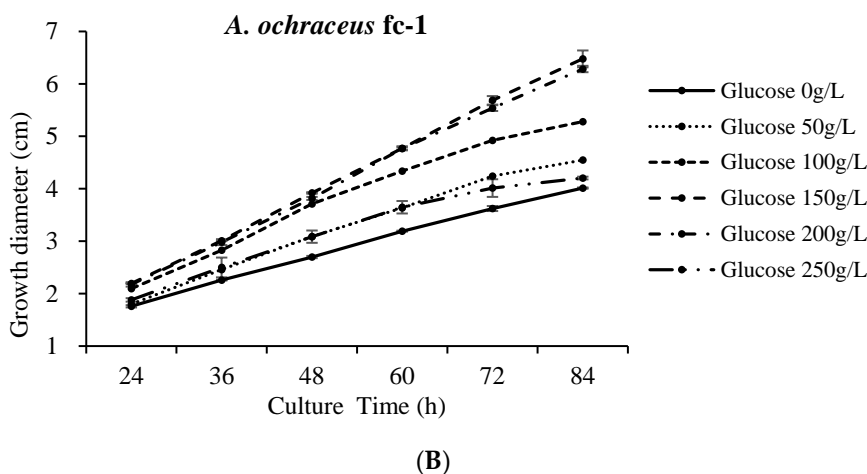 A. ochraceus fc-1
7
6
5
4
3
2
1
Growth diameter (cm)
24 36 48 60 72 84
Culture Time (h)
Glucose 0g/L
Glucose 50g/L
Glucose 100g/L
Glucose 150g/L
Glucose 200g/L
Glucose 250g/L
(B)